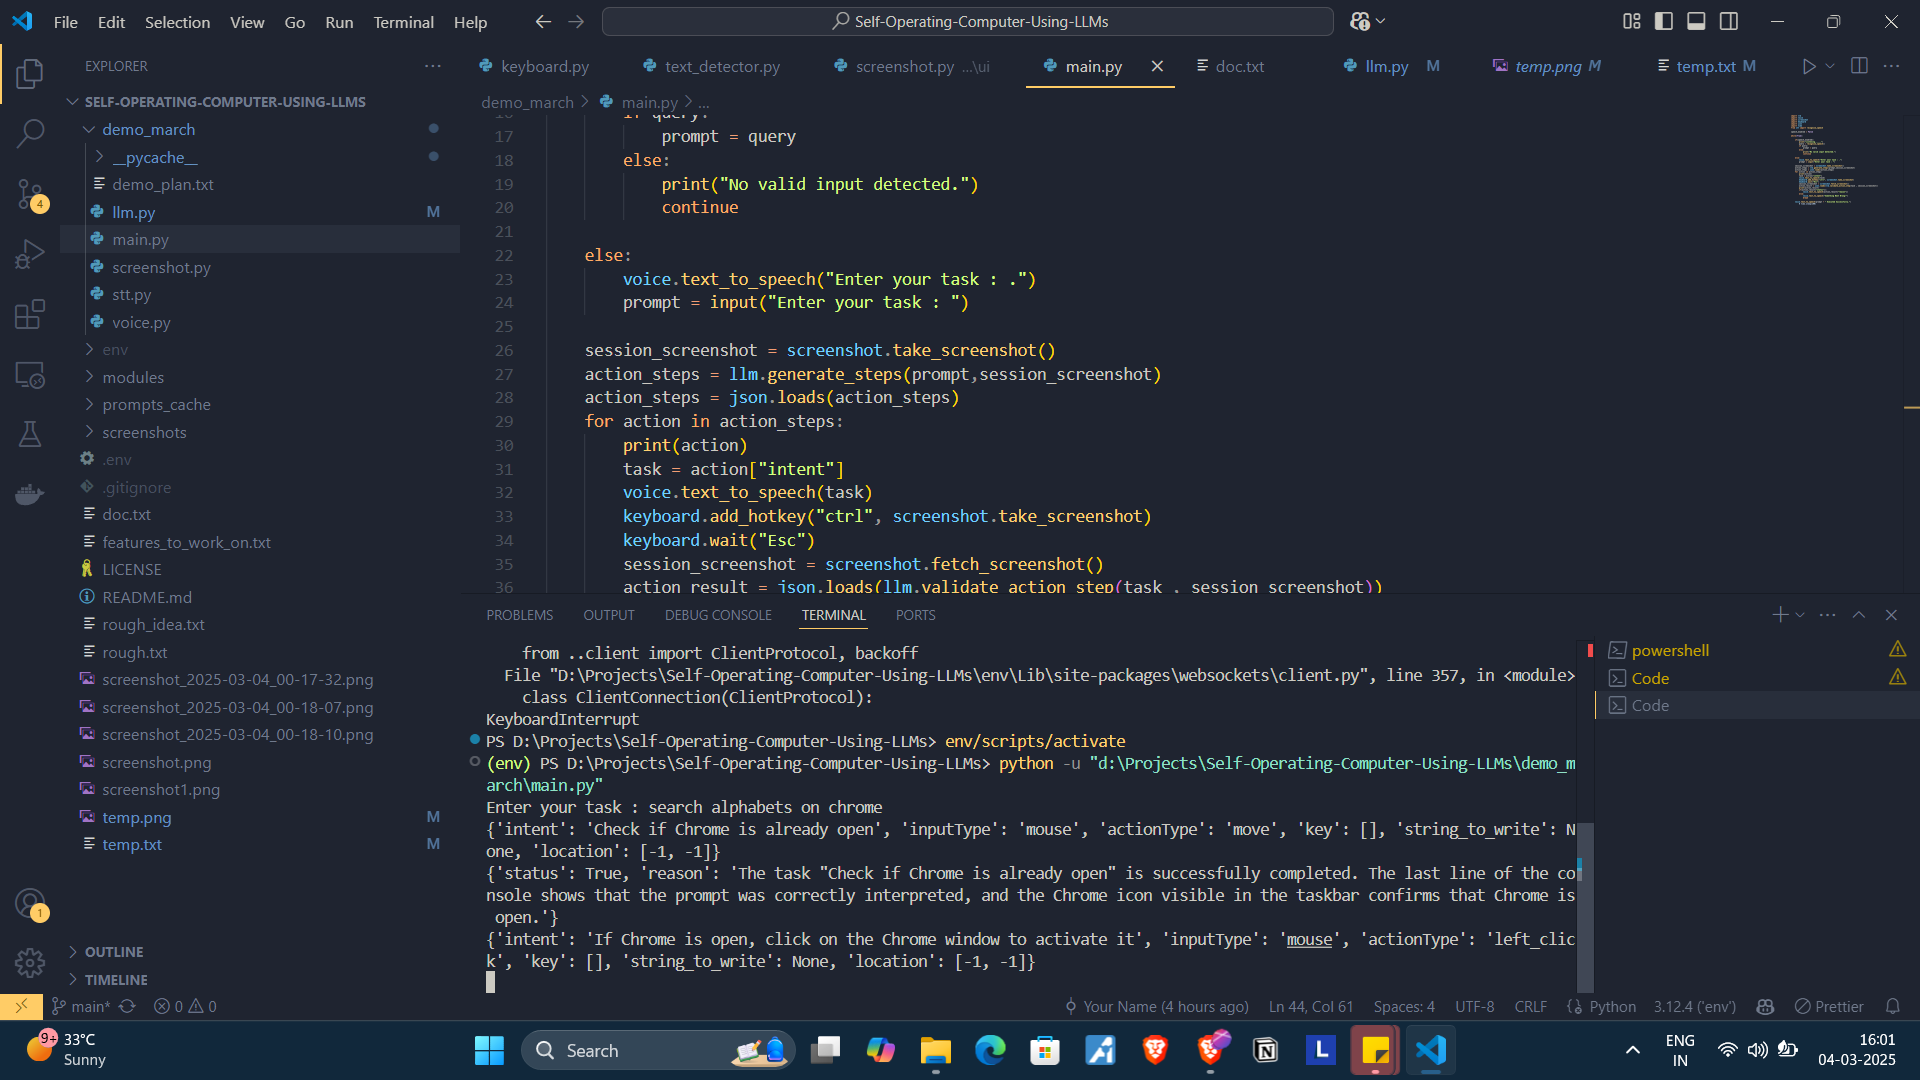 File Edit Selection View Go Run Terminal Help
Self-Operating-Computer-Using-LLMs
EXPLORER
SELF-OPERATING-COMPUTER-USING-LLMS
demo_march
__pycache__
demo_plan.txt
llm.py M
main.py
screenshot.py
stt.py
voice.py
env
modules
prompts_cache
screenshots
.env
.gitignore
doc.txt
features_to_work_on.txt
LICENSE
README.md
rough_idea.txt
rough.txt
screenshot_2025-03-04_00-17-32.png
screenshot_2025-03-04_00-18-07.png
screenshot_2025-03-04_00-18-10.png
screenshot.png
screenshot1.png
temp.png M
temp.txt M
OUTLINE
TIMELINE
4
1
keyboard.py text_detector.py screenshot.py ...\ui main.py doc.txt llm.py M temp.png M temp.txt M
demo_march > main.py > ...
16 if query:
17 prompt = query
18 else:
19 print("No valid input detected.")
20 continue
21
22 else:
23 voice.text_to_speech("Enter your task : .")
24 prompt = input("Enter your task : ")
25
26 session_screenshot = screenshot.take_screenshot()
27 action_steps = llm.generate_steps(prompt,session_screenshot)
28 action_steps = json.loads(action_steps)
29 for action in action_steps:
30 print(action)
31 task = action["intent"]
32 voice.text_to_speech(task)
33 keyboard.add_hotkey("ctrl", screenshot.take_screenshot)
34 keyboard.wait("Esc")
35 session_screenshot = screenshot.fetch_screenshot()
36 action_result = json.loads(llm.validate_action_step(task , session_screenshot))
PROBLEMS OUTPUT DEBUG CONSOLE TERMINAL PORTS
from ..client import ClientProtocol, backoff
File "D:\Projects\Self-Operating-Computer-Using-LLMs\env\Lib\site-packages\websockets\client.py", line 357, in <module>
class ClientConnection(ClientProtocol):
KeyboardInterrupt
PS D:\Projects\Self-Operating-Computer-Using-LLMs> env/scripts/activate
(env) PS D:\Projects\Self-Operating-Computer-Using-LLMs> python -u "d:\Projects\Self-Operating-Computer-Using-LLMs\demo_m
arch\main.py"
Enter your task : search alphabets on chrome
{'intent': 'Check if Chrome is already open', 'inputType': 'mouse', 'actionType': 'move', 'key': [], 'string_to_write': N
one, 'location': [-1, -1]}
{'status': True, 'reason': 'The task "Check if Chrome is already open" is successfully completed. The last line of the co
nsole shows that the prompt was correctly interpreted, and the Chrome icon visible in the taskbar confirms that Chrome is
open.'}
{'intent': 'If Chrome is open, click on the Chrome window to activate it', 'inputType': 'mouse', 'actionType': 'left_clic
k', 'key': [], 'string_to_write': None, 'location': [-1, -1]}
powershell
Code
Code
main* 0 0 Your Name (4 hours ago) Ln 44, Col 61 Spaces: 4 UTF-8 CRLF {} Python 3.12.4 ('env') Prettier
9+ 33°C
Sunny
Search
L
ENG
IN
16:01
04-03-2025